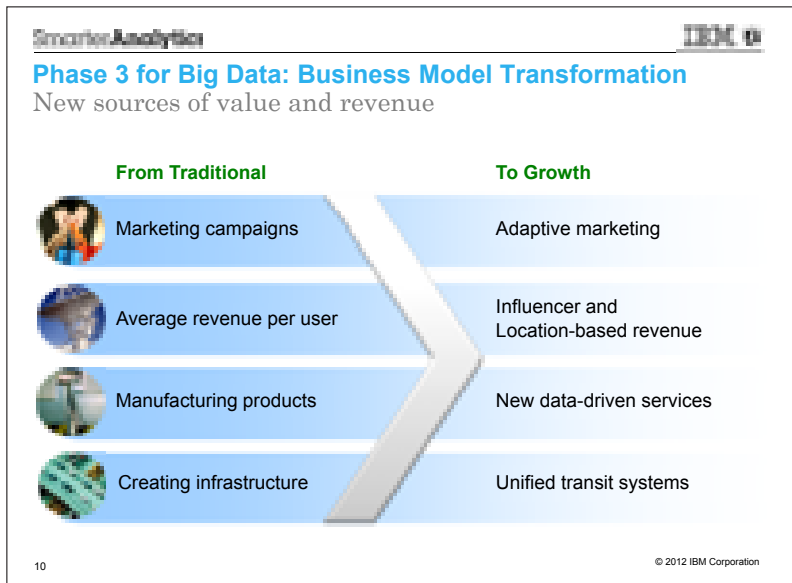 SmarterAnalytics
IBM
Phase 3 for Big Data: Business Model Transformation
New sources of value and revenue
From Traditional
To Growth
Marketing campaigns
Adaptive marketing
Average revenue per user
Influencer and
Location-based revenue
Manufacturing products
New data-driven services
Creating infrastructure
Unified transit systems
10
© 2012 IBM Corporation